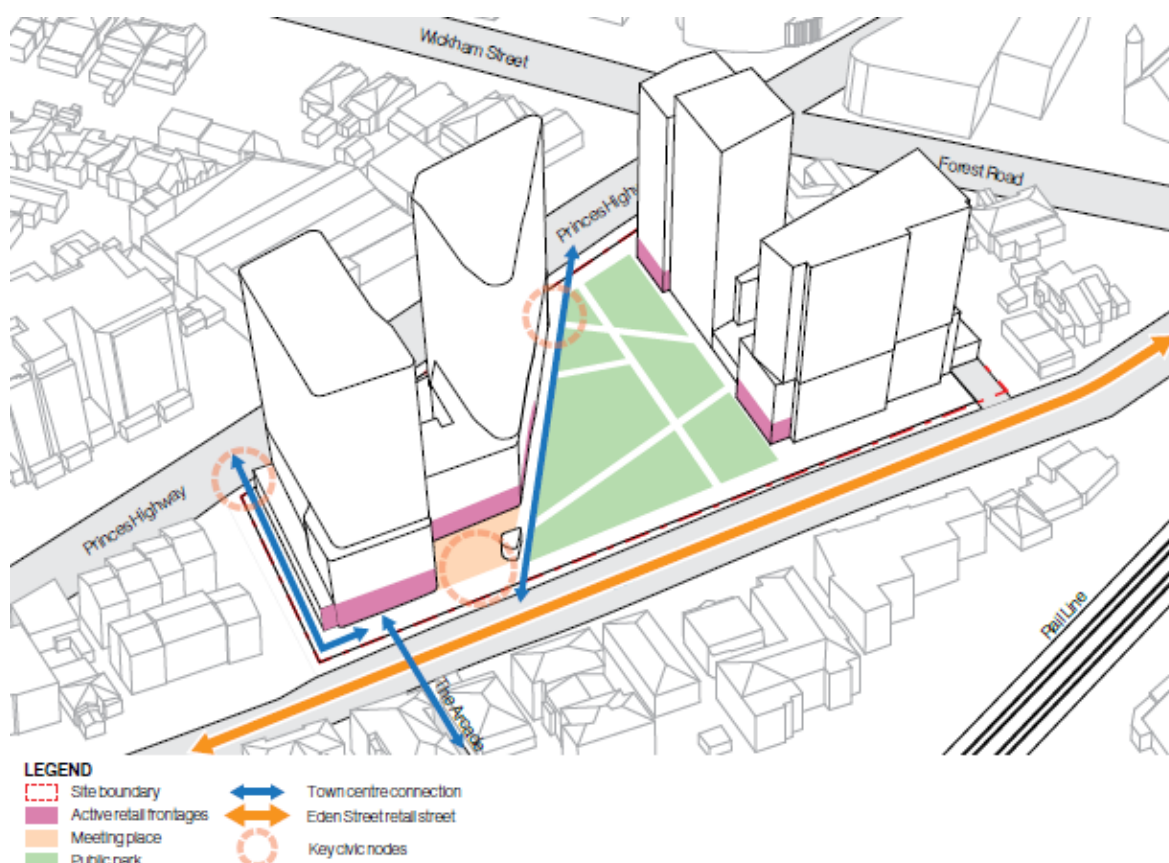 Wickham Street
Forest Road
Princes High
Princes Highway
Rail Line
The Arcade
LEGEND
Site boundary
Active retail frontages
Meeting place
Public park
Town centre connection
Eden Street retail street
Key civic nodes